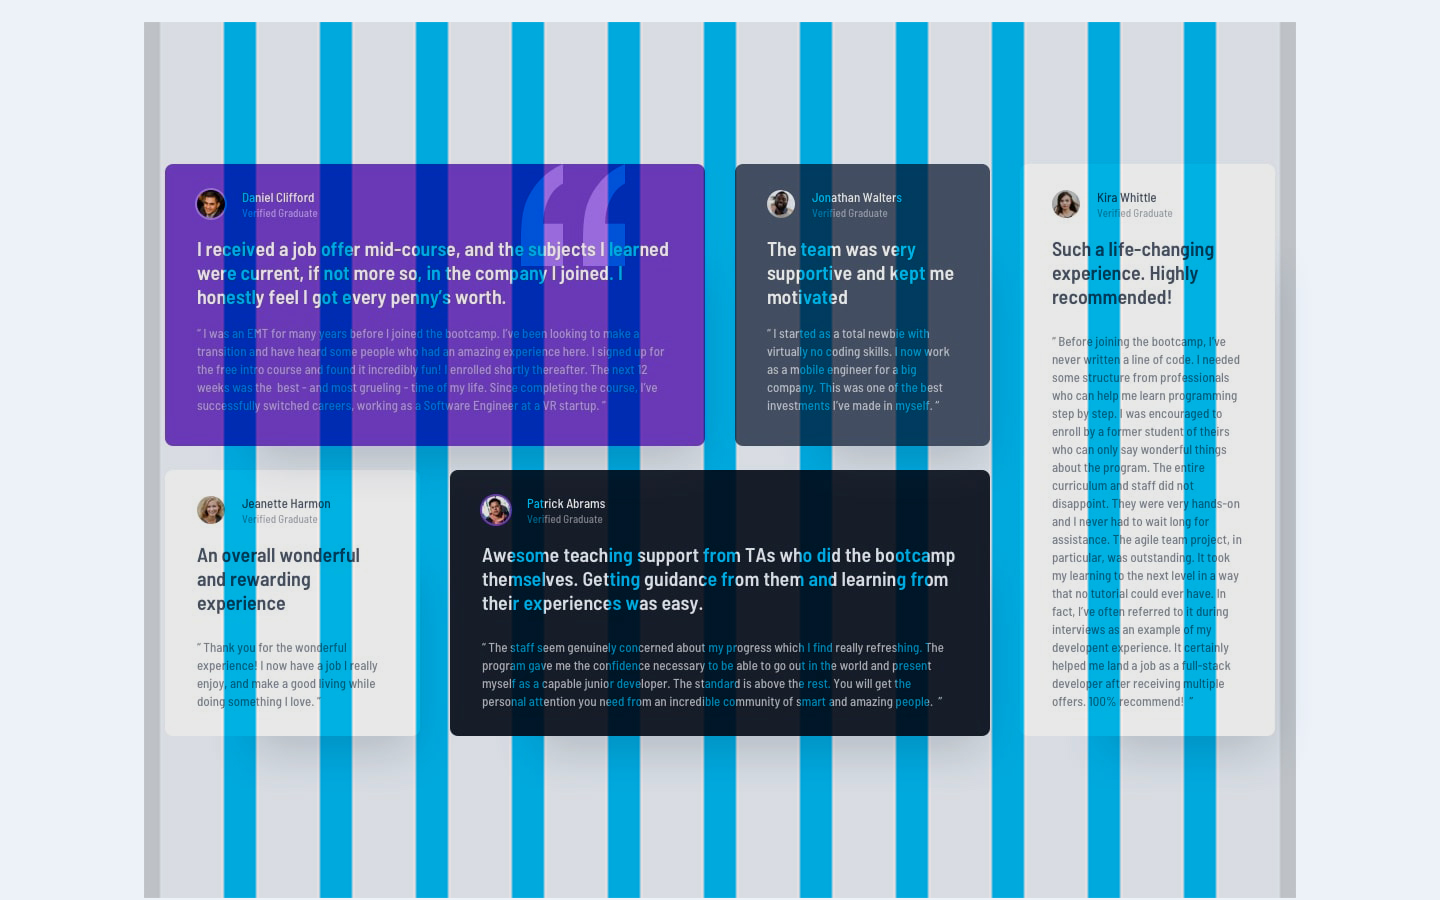 Daniel Clifford
Verified Graduate
I received a job offer mid-course, and the subjects I learned
were current, if not more so, in the company I joined. I
honestly feel I got every penny’s worth.
“ I was an EMT for many years before I joined the bootcamp. I’ve been looking to make a
transition and have heard some people who had an amazing experience here. I signed up for
the free intro course and found it incredibly fun! I enrolled shortly thereafter. The next 12
weeks was the best - and most grueling - time of my life. Since completing the course, I’ve
successfully switched careers, working as a Software Engineer at a VR startup. ”
Jonathan Walters
Verified Graduate
The team was very
supportive and kept me
motivated
“ I started as a total newbie with
virtually no coding skills. I now work
as a mobile engineer for a big
company. This was one of the best
investments I’ve made in myself. ”
Kira Whittle
Verified Graduate
Such a life-changing
experience. Highly
recommended!
“ Before joining the bootcamp, I’ve
never written a line of code. I needed
some structure from professionals
who can help me learn programming
step by step. I was encouraged to
enroll by a former student of theirs
who can only say wonderful things
about the program. The entire
curriculum and staff did not
disappoint. They were very hands-on
and I never had to wait long for
assistance. The agile team project, in
particular, was outstanding. It took
my learning to the next level in a way
that no tutorial could ever have. In
fact, I’ve often referred to it during
interviews as an example of my
developent experience. It certainly
helped me land a job as a full-stack
developer after receiving multiple
offers. 100% recommend! ”
Jeanette Harmon
Verified Graduate
An overall wonderful
and rewarding
experience
“ Thank you for the wonderful
experience! I now have a job I really
enjoy, and make a good living while
doing something I love. ”
Patrick Abrams
Verified Graduate
Awesome teaching support from TAs who did the bootcamp
themselves. Getting guidance from them and learning from
their experiences was easy.
“ The staff seem genuinely concerned about my progress which I find really refreshing. The
program gave me the confidence necessary to be able to go out in the world and present
myself as a capable junior developer. The standard is above the rest. You will get the
personal attention you need from an incredible community of smart and amazing people. ”